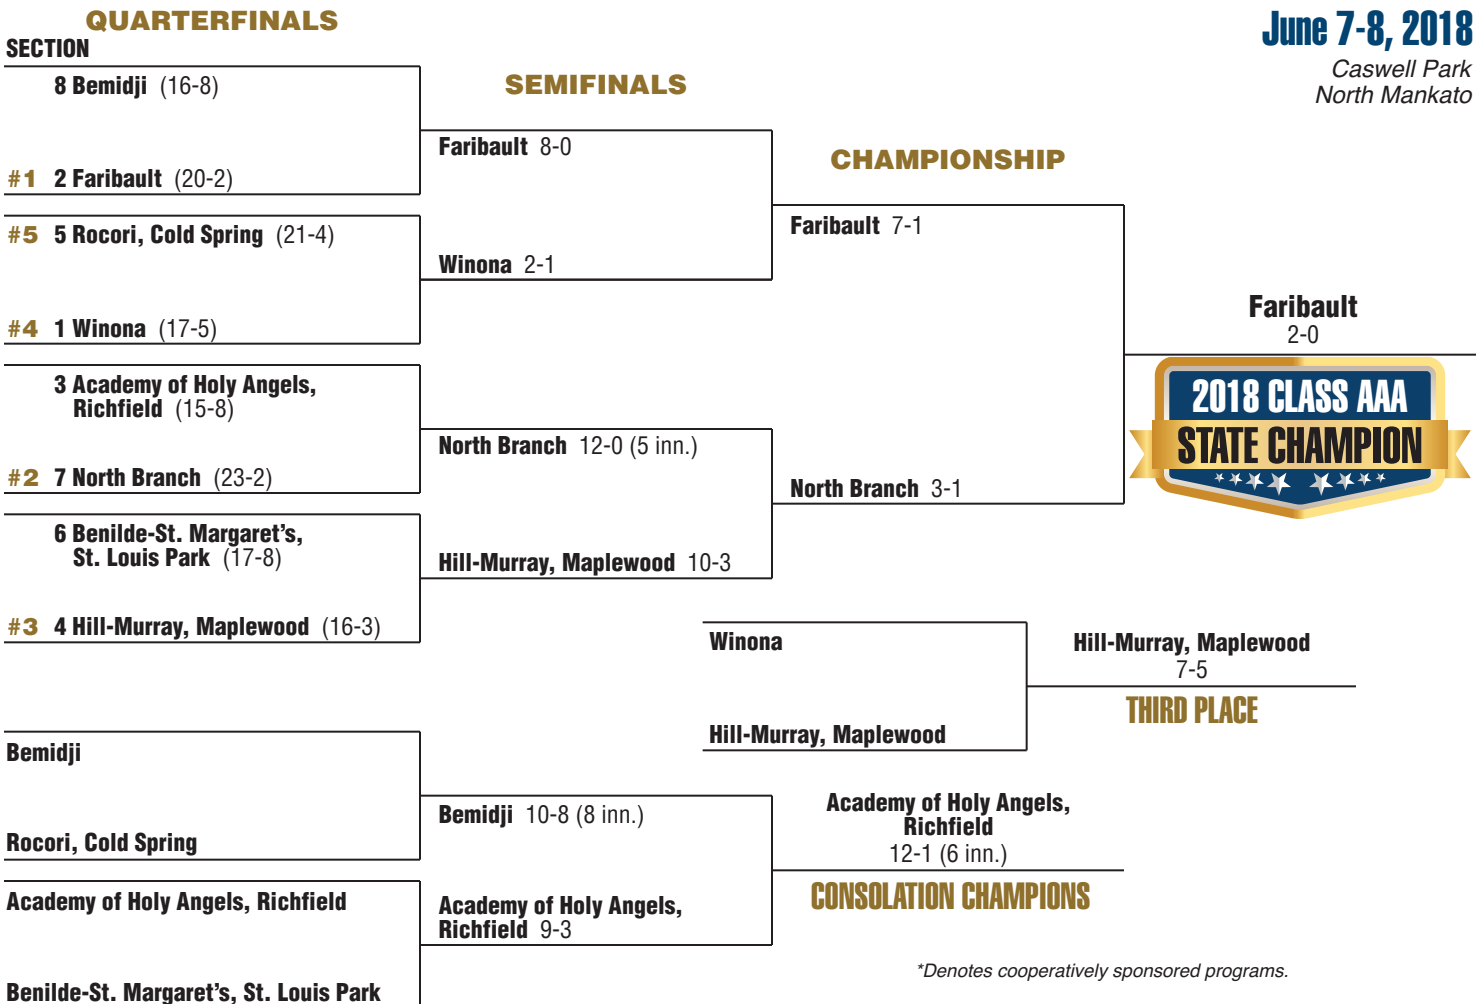 QUARTERFINALS
SECTION
8 Bemidji (16-8)
#1 2 Faribault (20-2)
#5 5 Rocori, Cold Spring (21-4)
#4 1 Winona (17-5)
3 Academy of Holy Angels,
Richfield (15-8)
#2 7 North Branch (23-2)
6 Benilde-St. Margaret's,
St. Louis Park (17-8)
#3 4 Hill-Murray, Maplewood (16-3)
SEMIFINALS
Faribault 8-0
Winona 2-1
North Branch 12-0 (5 inn.)
Hill-Murray, Maplewood 10-3
CHAMPIONSHIP
Faribault 7-1
North Branch 3-1
June 7-8, 2018
Caswell Park
North Mankato
Faribault
2-0
2018 CLASS AAA
STATE CHAMPION
Winona
Hill-Murray, Maplewood
Hill-Murray, Maplewood
7-5
THIRD PLACE
Bemidji
Rocori, Cold Spring
Academy of Holy Angels, Richfield
Benilde-St. Margaret's, St. Louis Park
Bemidji 10-8 (8 inn.)
Academy of Holy Angels,
Richfield 9-3
Academy of Holy Angels,
Richfield
12-1 (6 inn.)
CONSOLATION CHAMPIONS
*Denotes cooperatively sponsored programs.